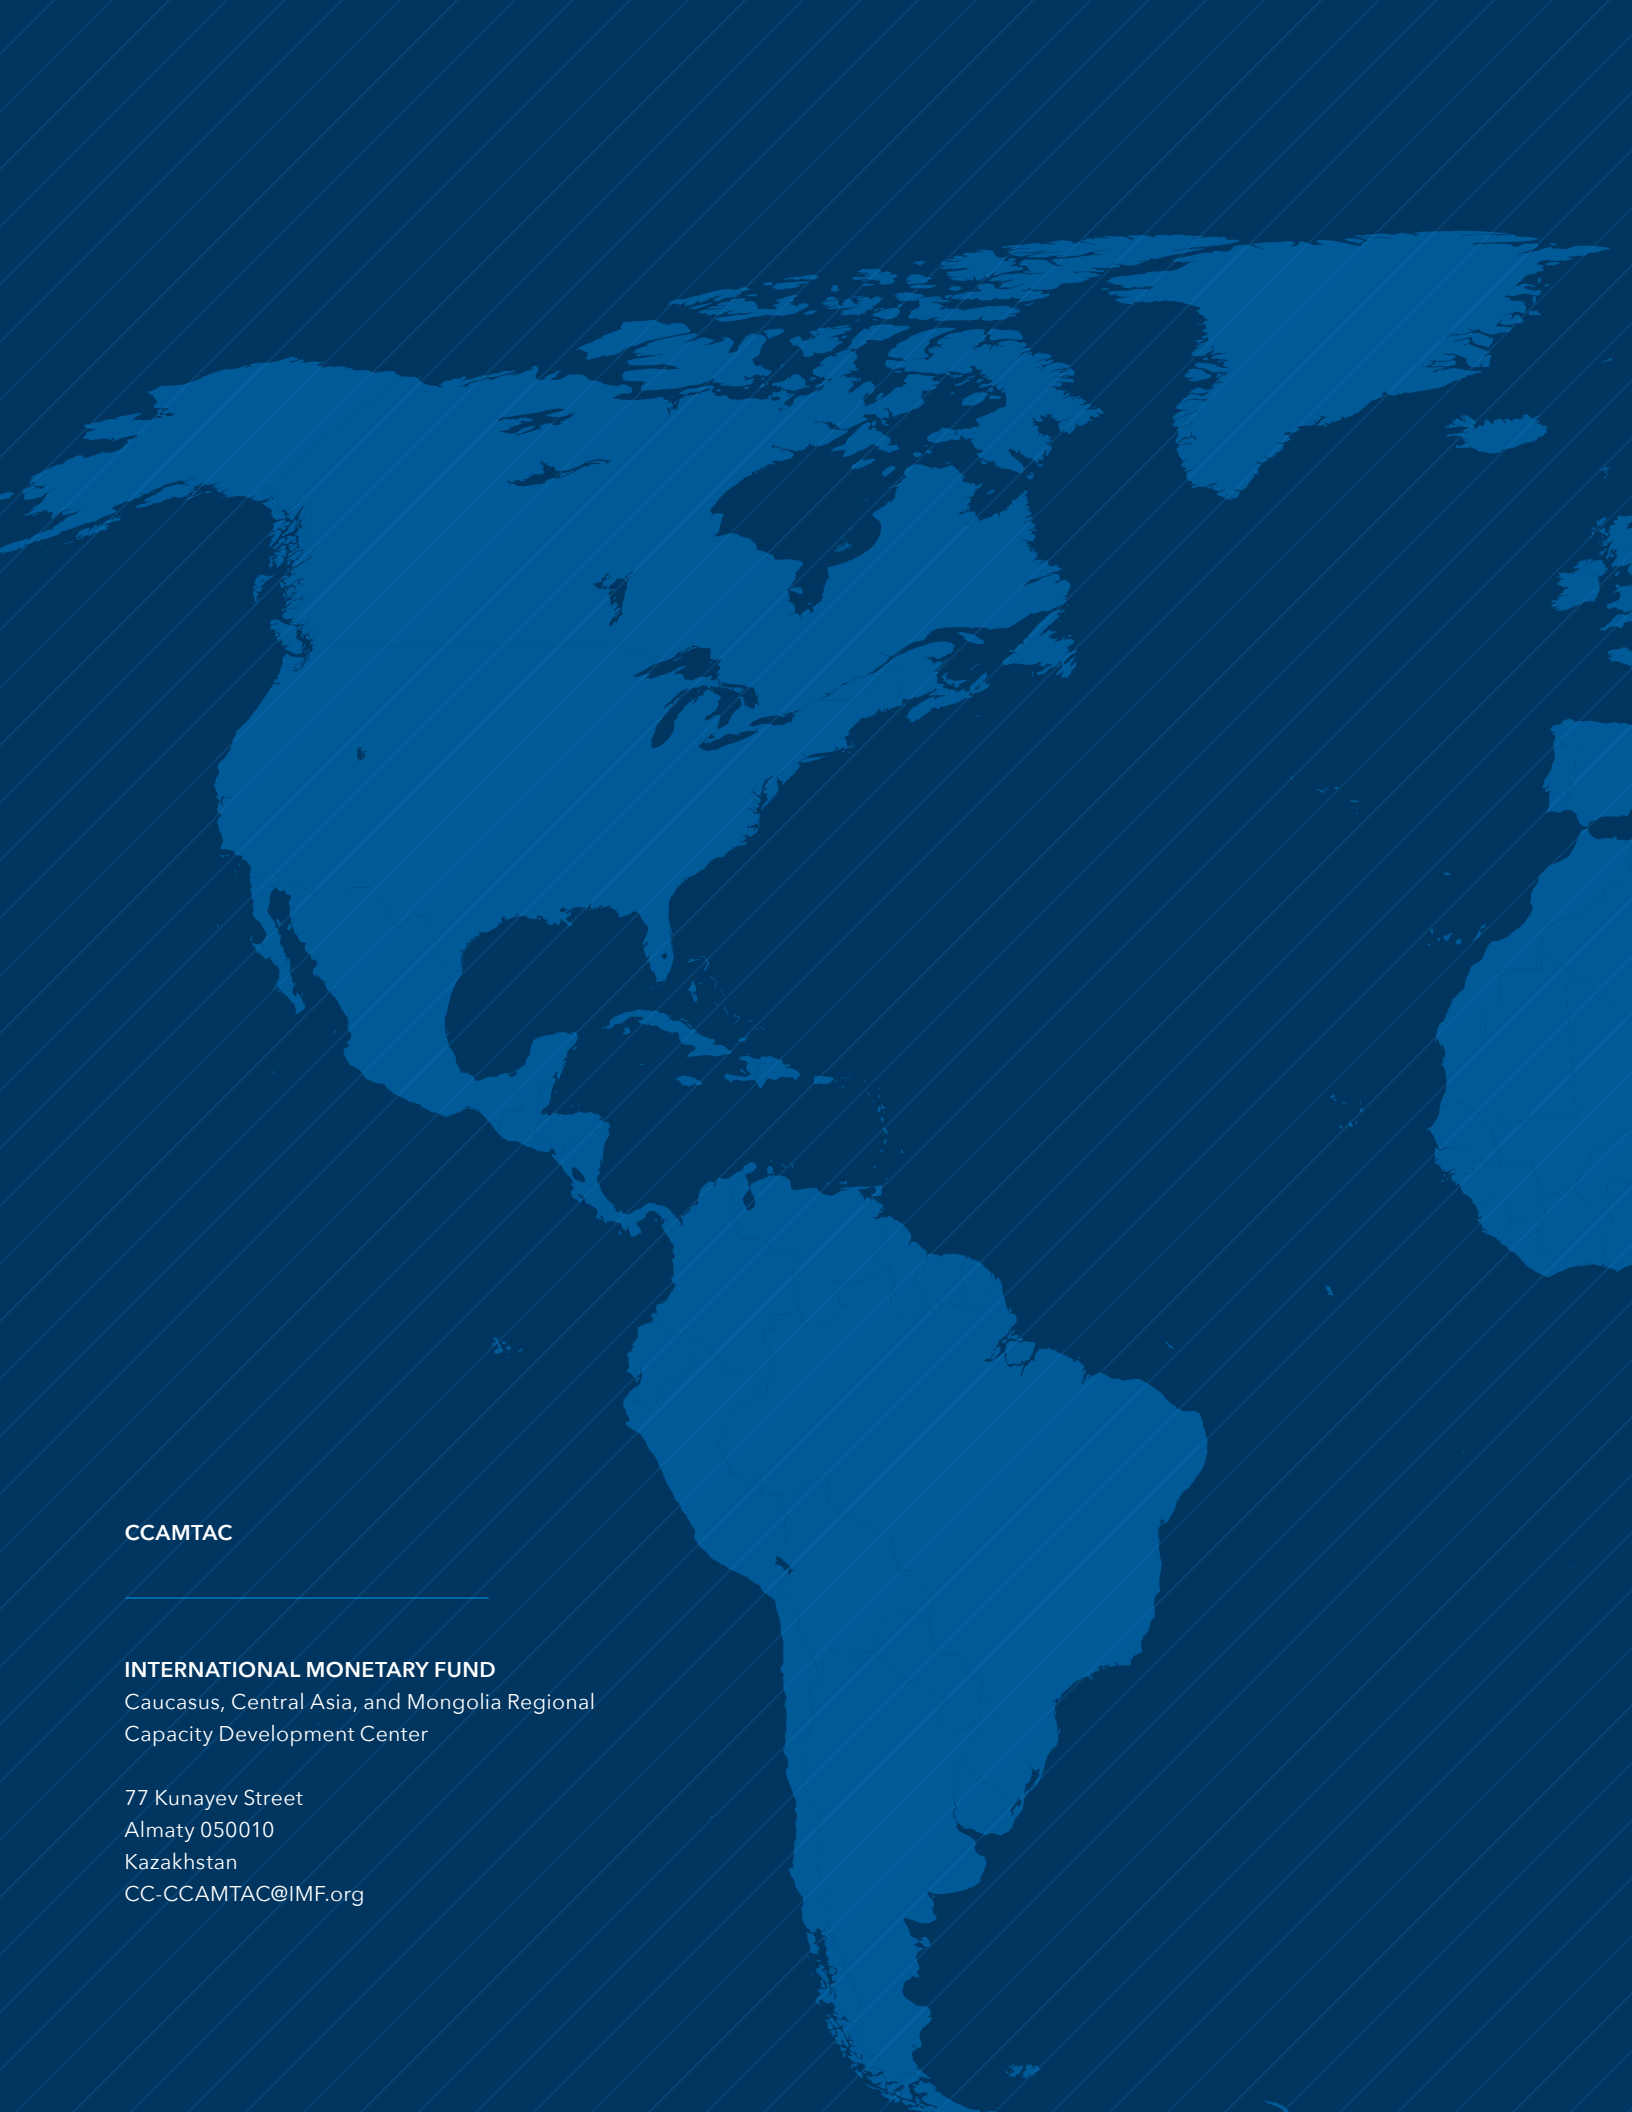 CCAMTAC
INTERNATIONAL MONETARY FUND
Caucasus, Central Asia, and Mongolia Regional
Capacity Development Center
77 Kunayev Street
Almaty 050010
Kazakhstan
CC-CCAMTAC@IMF.org